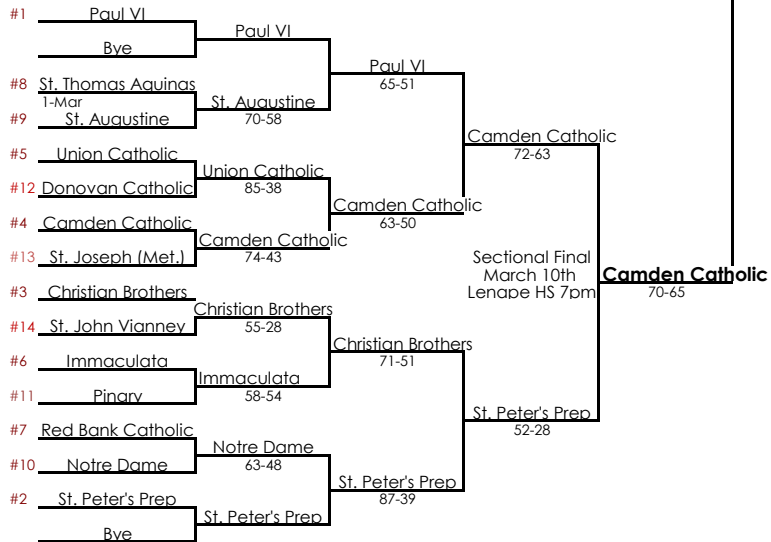 #1 Paul VI
Bye
Paul VI
#8 St. Thomas Aquinas
1-Mar
#9 St. Augustine
St. Augustine
70-58
Paul VI
65-51
#5 Union Catholic
#12 Donovan Catholic
Union Catholic
85-38
#4 Camden Catholic
#13 St. Joseph (Met.)
Camden Catholic
74-43
Camden Catholic
63-50
Camden Catholic
72-63
#3 Christian Brothers
#14 St. John Vianney
Christian Brothers
55-28
#6 Immaculata
#11 Pinary
Immaculata
58-54
Christian Brothers
71-51
#7 Red Bank Catholic
#10 Notre Dame
Notre Dame
63-48
#2 St. Peter's Prep
Bye
St. Peter's Prep
St. Peter's Prep
87-39
St. Peter's Prep
52-28
Sectional Final
March 10th
Lenape HS 7pm
Camden Catholic
70-65